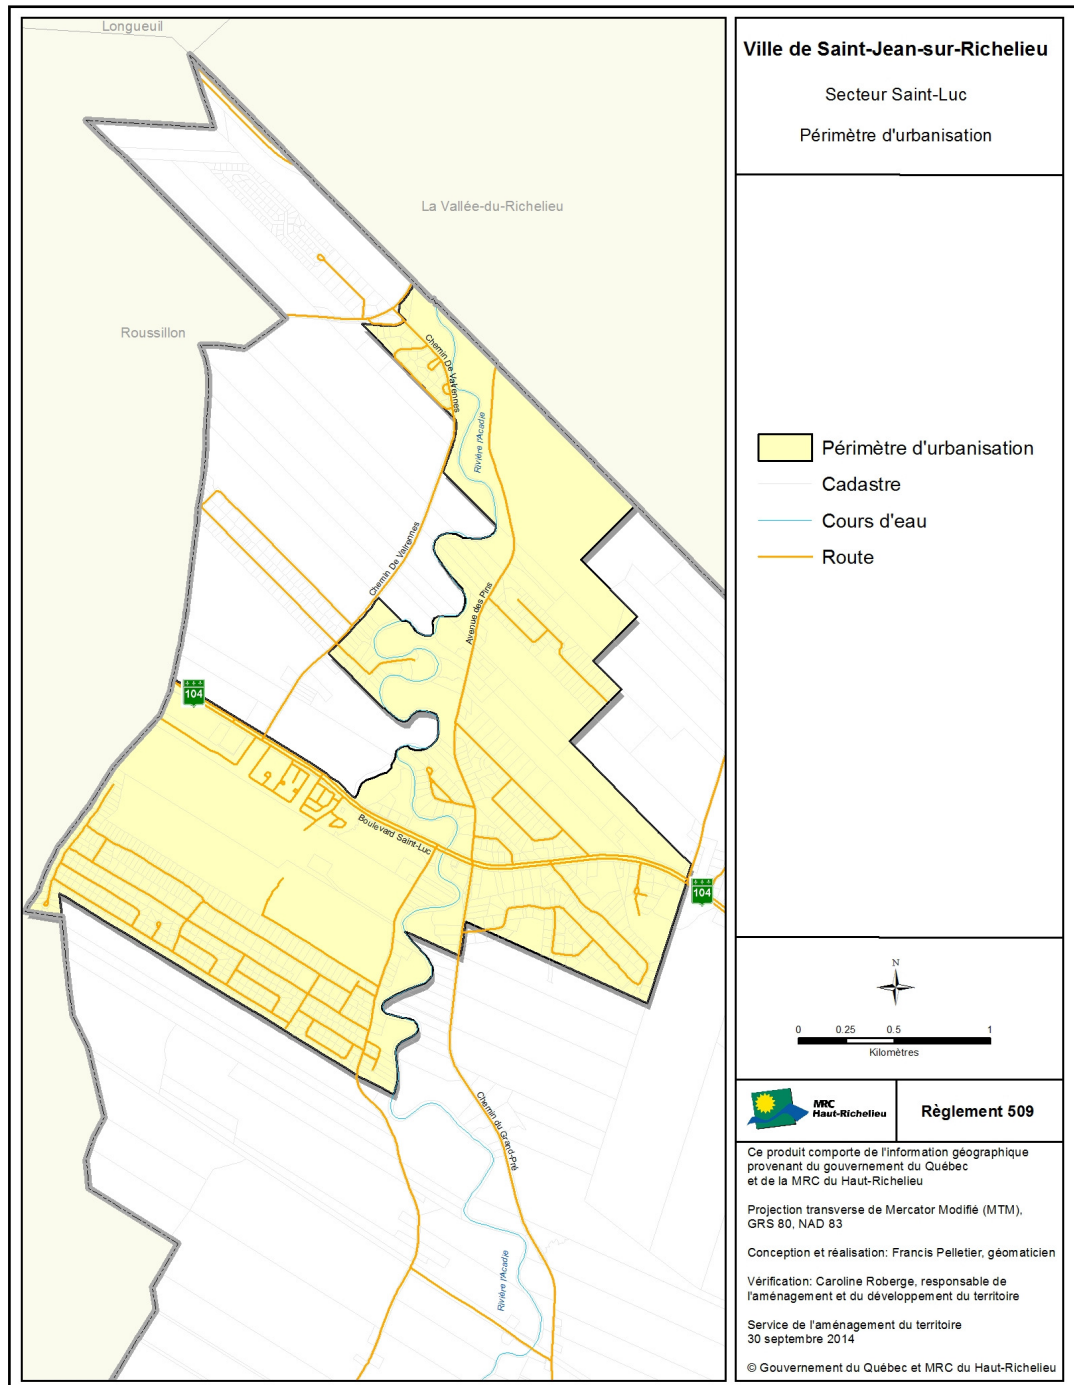 Longueuil
La Vallée-du-Richelieu
Roussillon
Chemin De Valrennes
Rivière l'Acadie
Chemin De Valrennes
Avenue des Pins
104
Boulevard Saint-Luc
104
Chemin du Grand-Pré
Rivière l'Acadie
Ville de Saint-Jean-sur-Richelieu
Secteur Saint-Luc
Périmètre d'urbanisation
Périmètre d'urbanisation
Cadastre
Cours d'eau
Route
N
0 0.25 0.5 1
Kilomètres
MRC
Haut-Richelieu
Règlement 509
Ce produit comporte de l'information géographique
provenant du gouvernement du Québec
et de la MRC du Haut-Richelieu
Projection transverse de Mercator Modifié (MTM),
GRS 80, NAD 83
Conception et réalisation: Francis Pelletier, géomaticien
Vérification: Caroline Roberge, responsable de
l'aménagement et du développement du territoire
Service de l'aménagement du territoire
30 septembre 2014
© Gouvernement du Québec et MRC du Haut-Richelieu